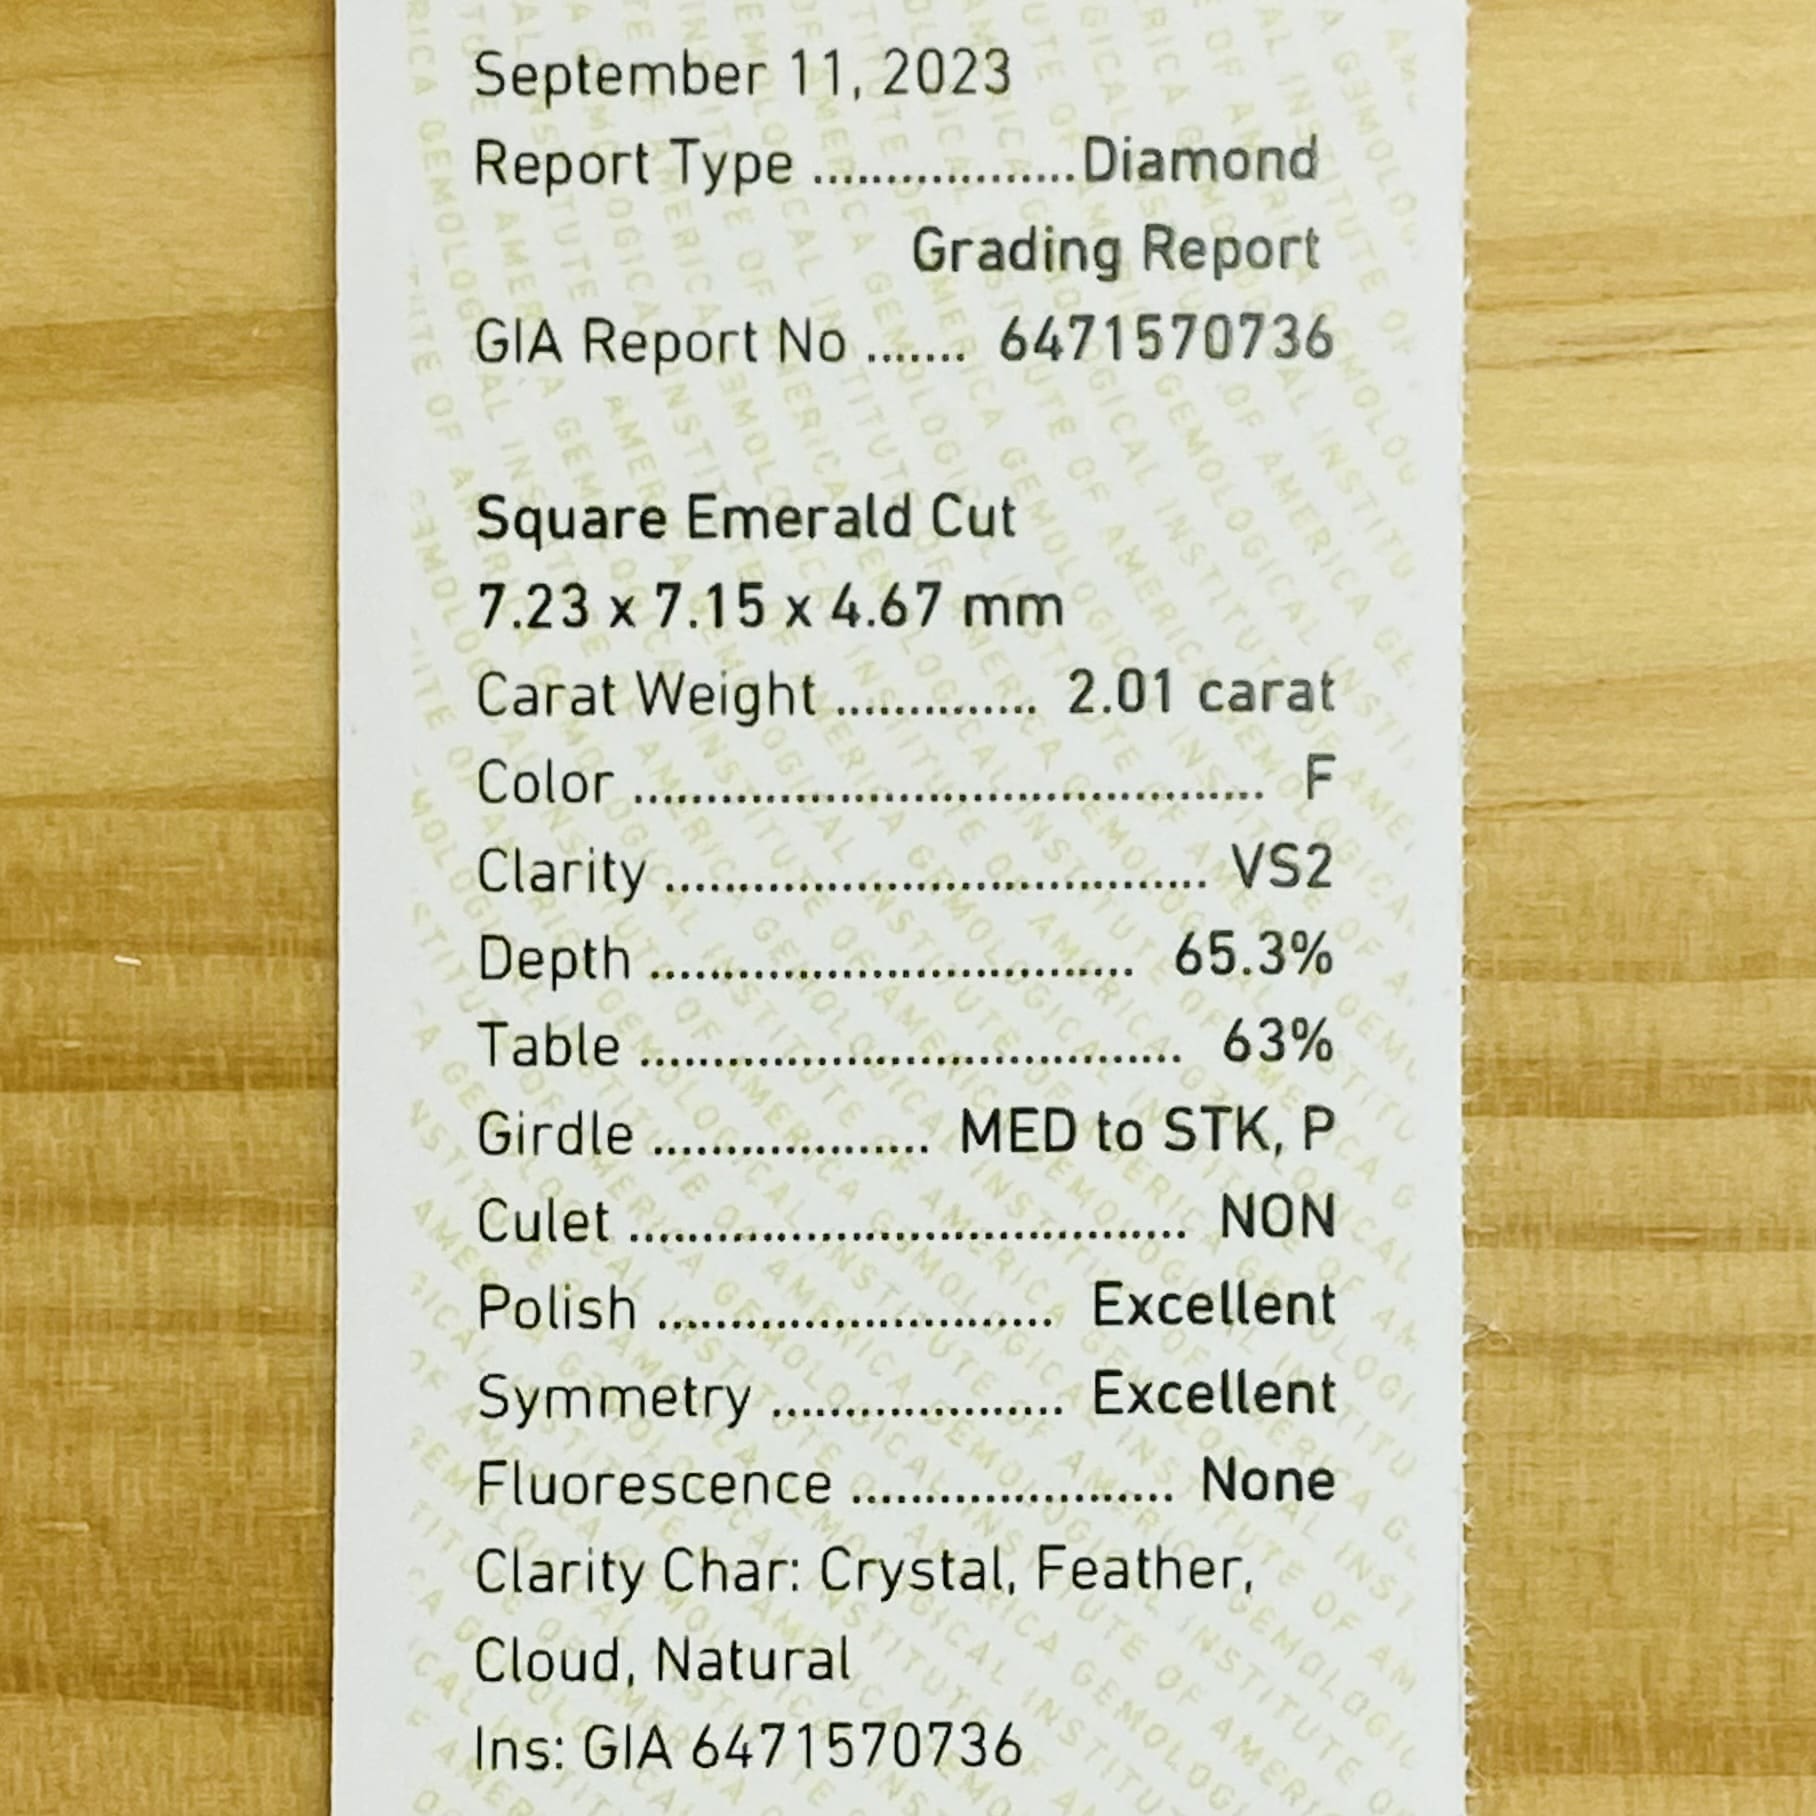 September 11, 2023
Report Type ..................Diamond
Grading Report
GIA Report No ....... 6471570736
Square Emerald Cut
7.23 x 7.15 x 4.67 mm
Carat Weight .............. 2.01 carat
Color ........................................... F
Clarity ..................................... VS2
Depth ................................. 65.3%
Table ..................................... 63%
Girdle ................... MED to STK, P
Culet ...................................... NON
Polish ........................... Excellent
Symmetry .................... Excellent
Fluorescence ...................... None
Clarity Char: Crystal, Feather,
Cloud, Natural
Ins: GIA 6471570736